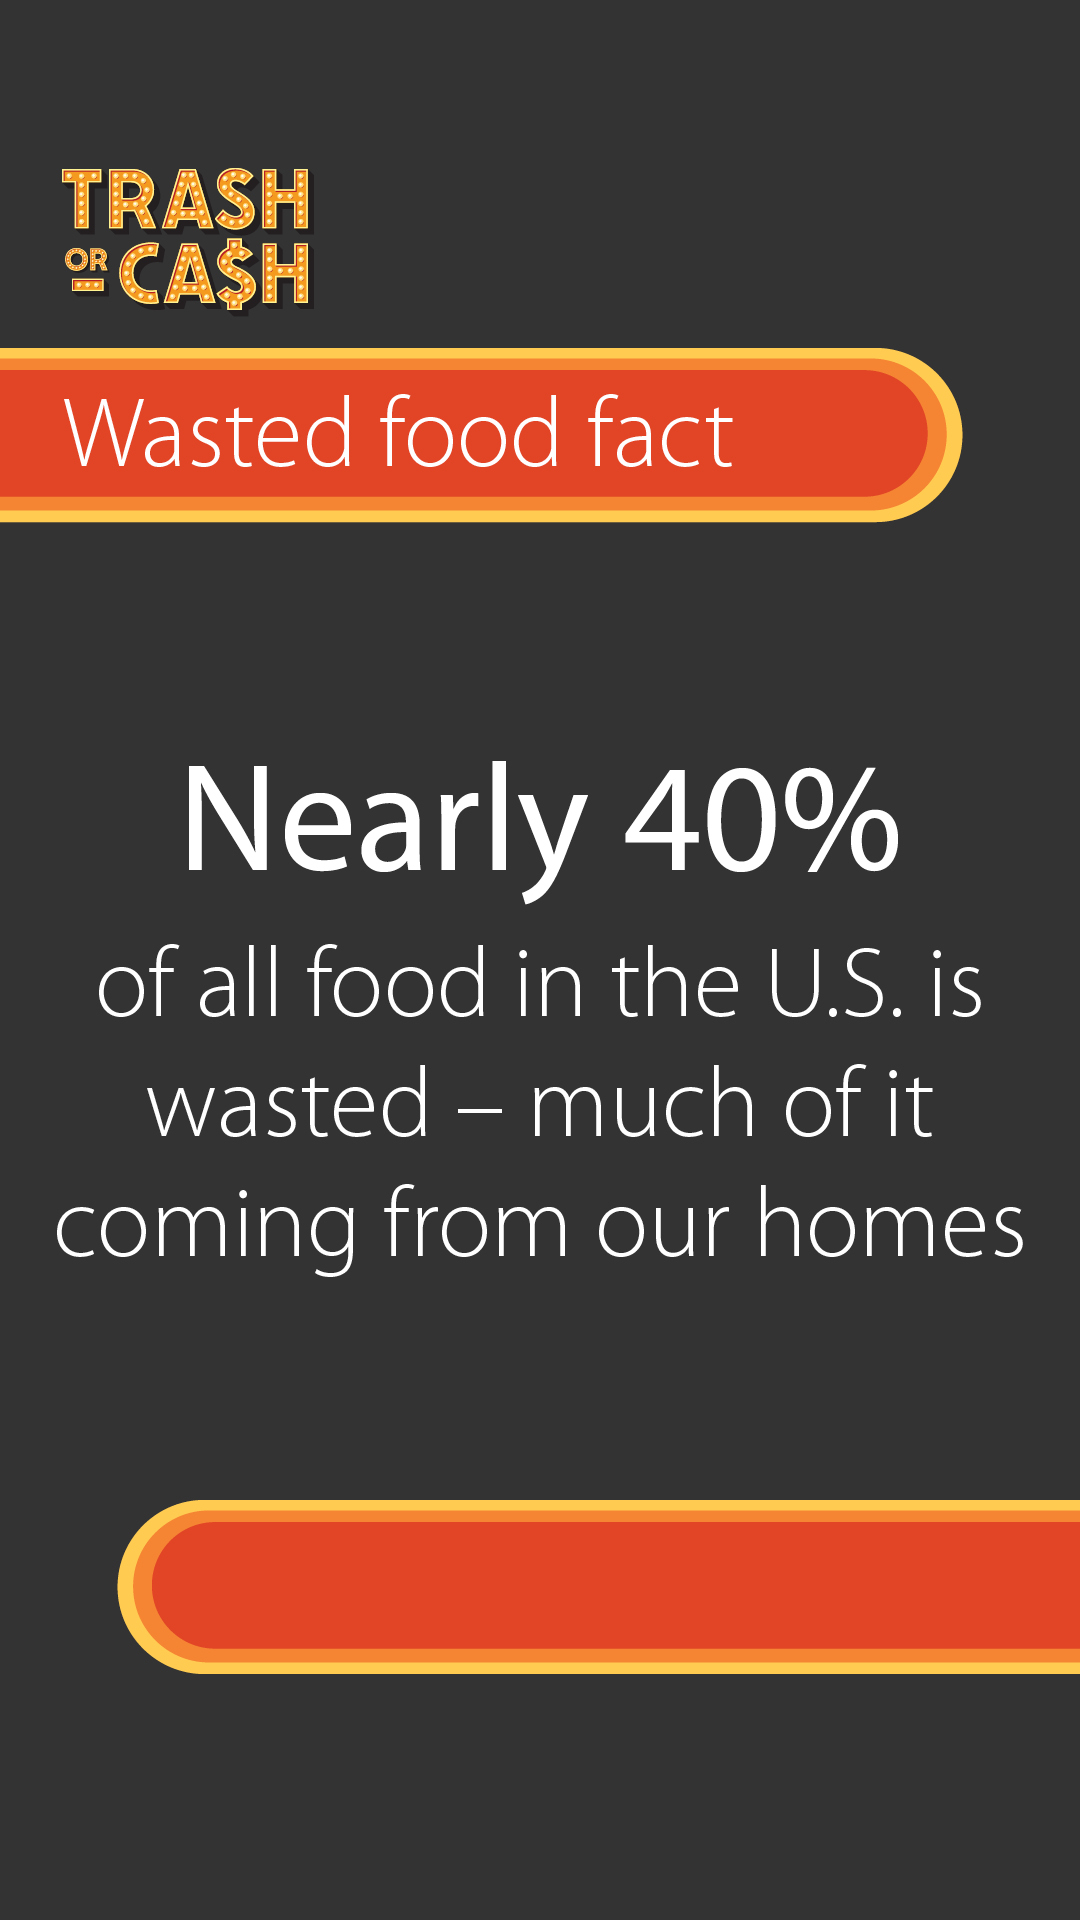 TRASH
OR CA$H
Wasted food fact
Nearly 40%
of all food in the U.S. is
wasted – much of it
coming from our homes